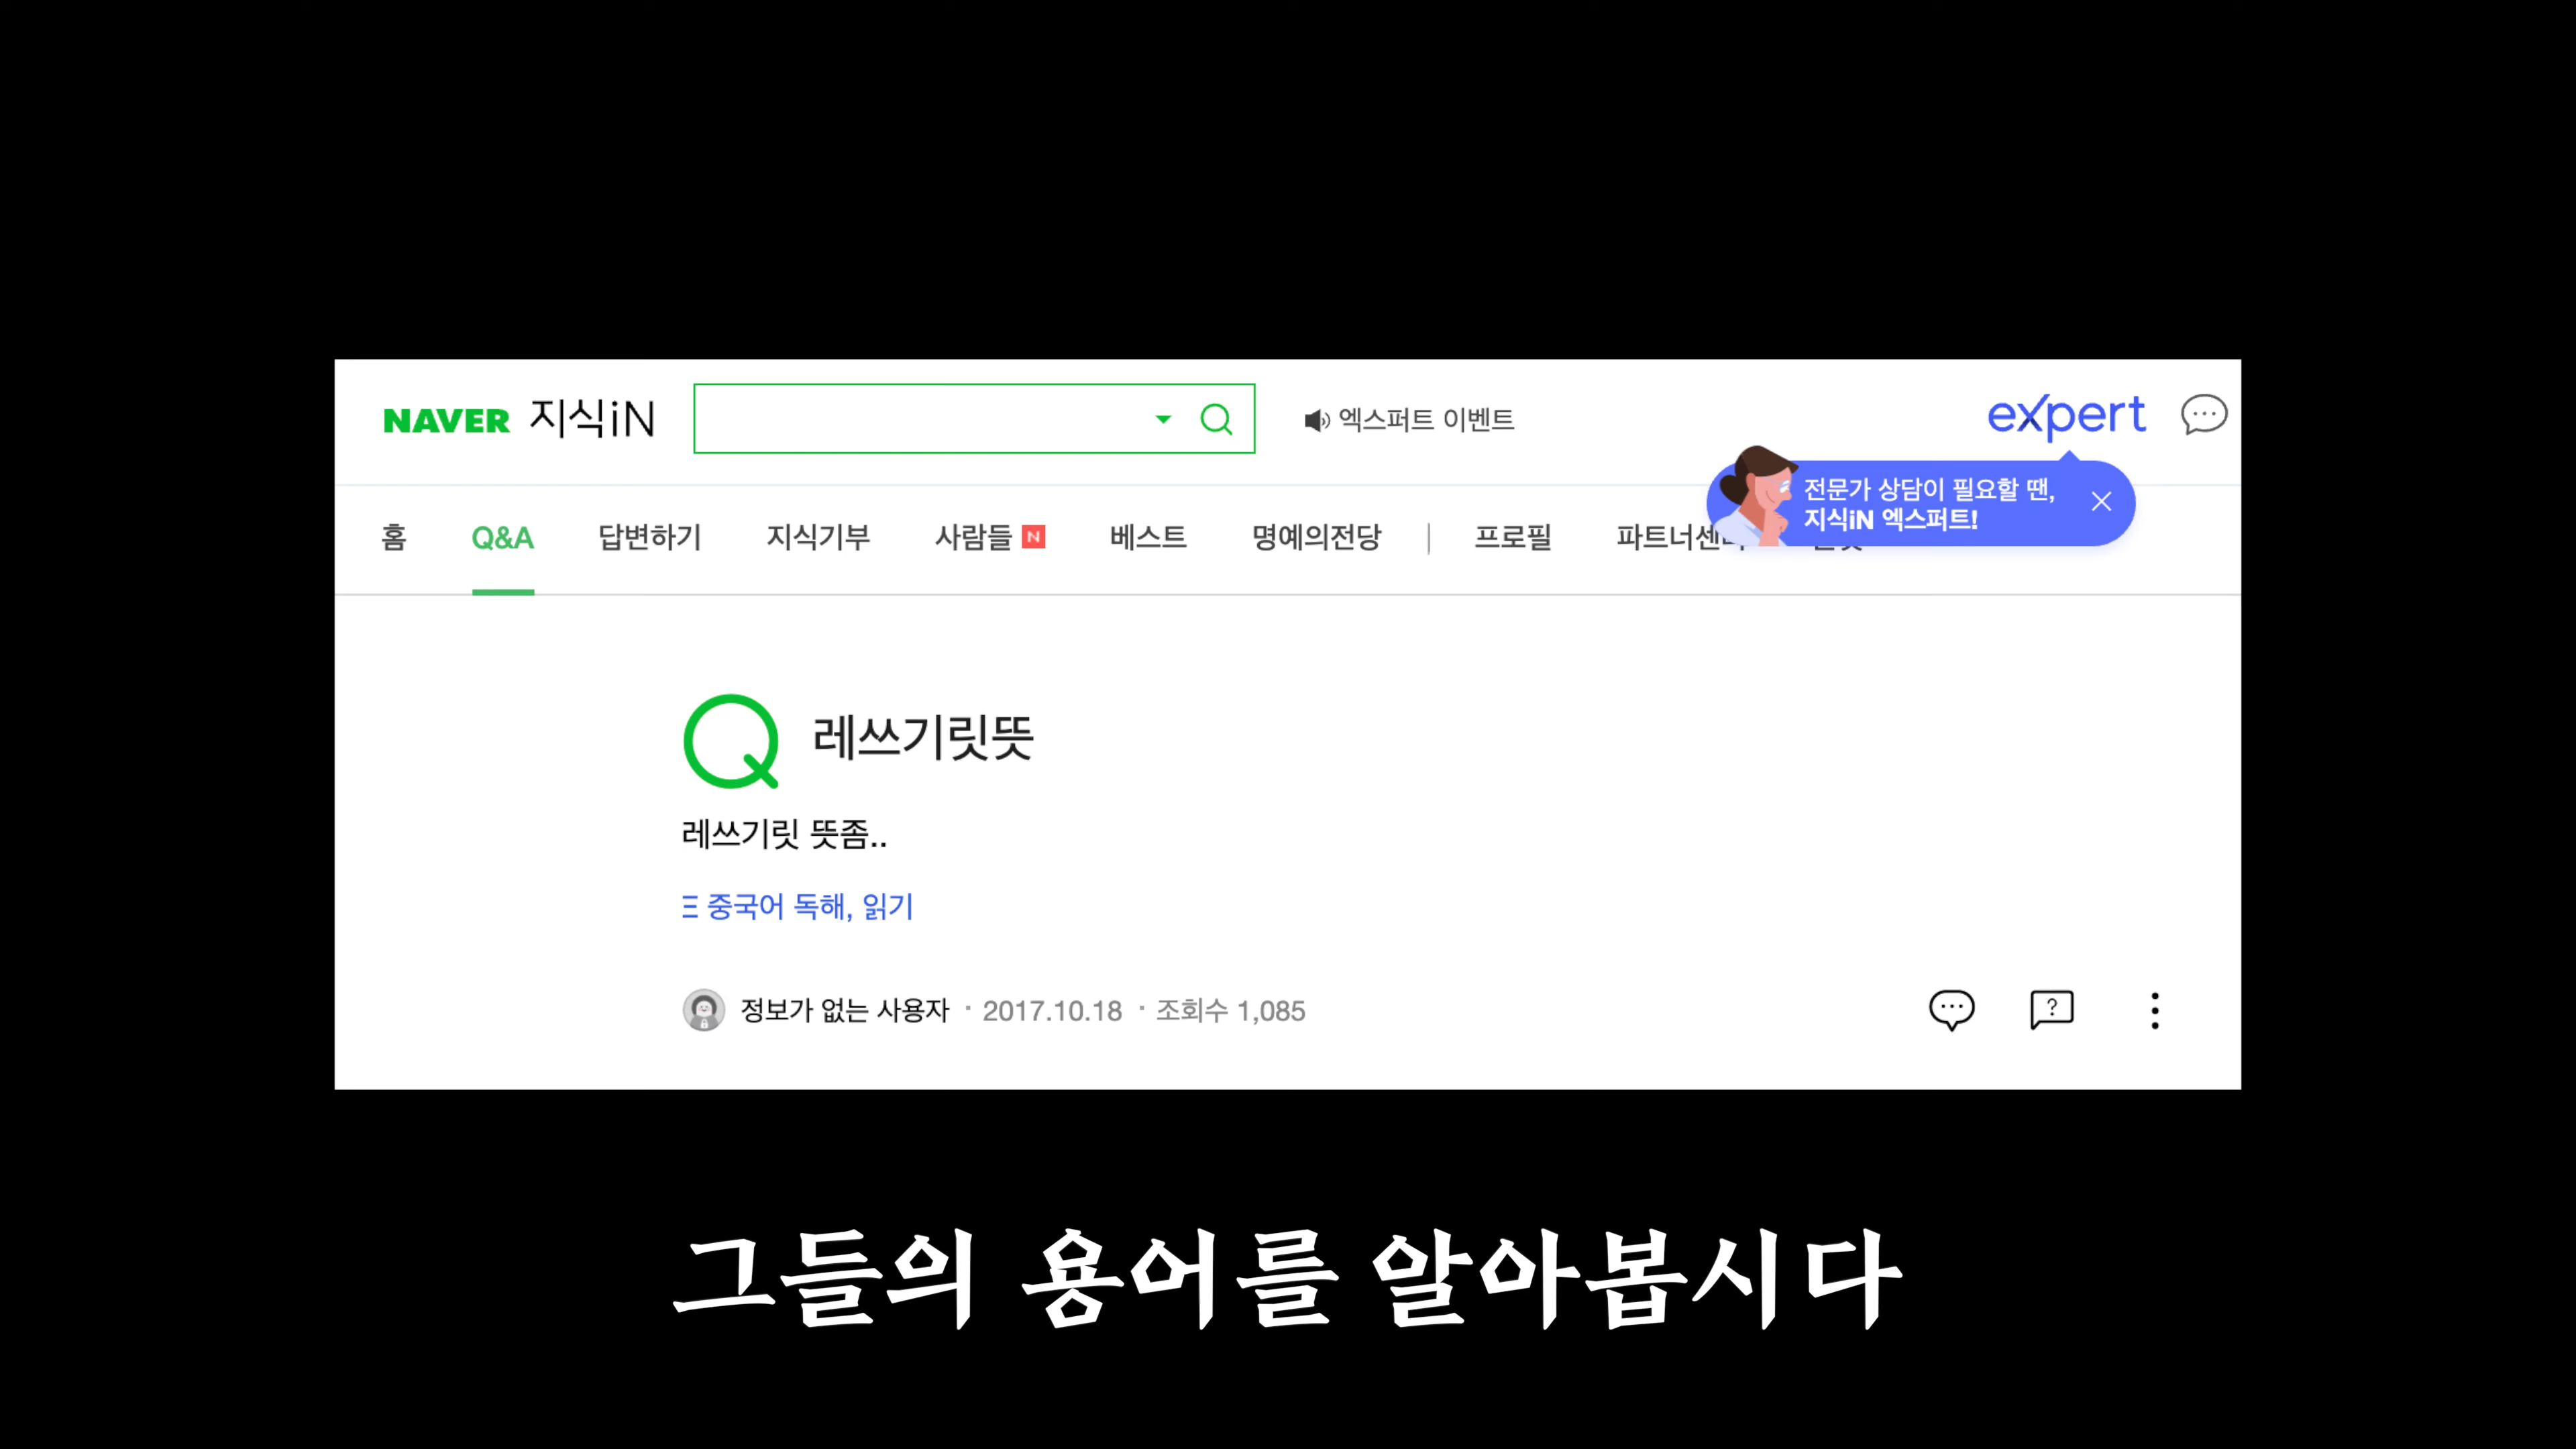 NAVER 지식iN
엑스퍼트 이벤트
expert
전문가 상담이 필요할 땐,
지식iN 엑스퍼트!
홈 Q&A 답변하기 지식기부 사람들 N 베스트 명예의전당 | 프로필 파트너센터
Q 레쓰기릿뜻
레쓰기릿 뜻좀..
중국어 독해, 읽기
정보가 없는 사용자 · 2017.10.18 · 조회수 1,085
그들의 용어를 알아봅시다